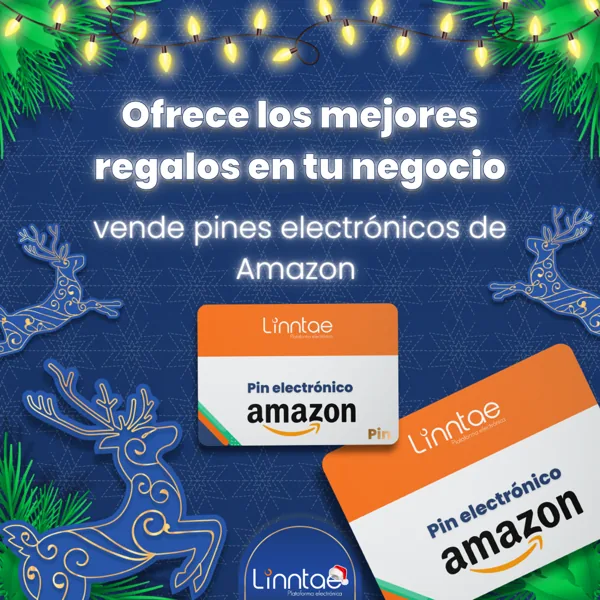 Ofrece los mejores
regalos en tu negocio
vende pines electrónicos de
Amazon
Linntae
Plataforma electrónica
Pin electrónico
amazon
Pin
Linntae
Plataforma electrónica
Pin electrónico
amazon
Linntae
Plataforma electrónica